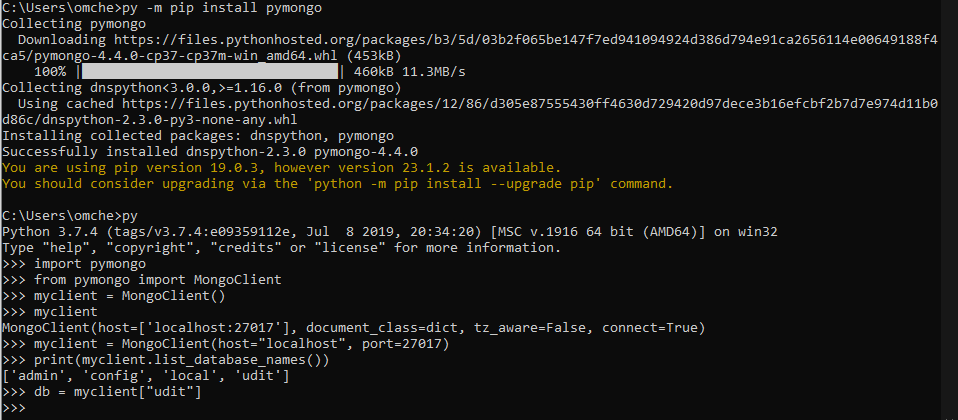 C:\Users\omche>py -m pip install pymongo
Collecting pymongo
  Downloading https://files.pythonhosted.org/packages/b3/5d/03b2f065be147f7ed941094924d386d794e91ca2656114e00649188f4
ca5/pymongo-4.4.0-cp37-cp37m-win_amd64.whl (453kB)
    100% |████████████████████████████████| 460kB 11.3MB/s
Collecting dnspython<3.0.0,>=1.16.0 (from pymongo)
  Using cached https://files.pythonhosted.org/packages/12/86/d305e87555430ff4630d729420d97dece3b16efcbf2b7d7e974d11b0
d86c/dnspython-2.3.0-py3-none-any.whl
Installing collected packages: dnspython, pymongo
Successfully installed dnspython-2.3.0 pymongo-4.4.0
You are using pip version 19.0.3, however version 23.1.2 is available.
You should consider upgrading via the 'python -m pip install --upgrade pip' command.
C:\Users\omche>py
Python 3.7.4 (tags/v3.7.4:e09359112e, Jul  8 2019, 20:34:20) [MSC v.1916 64 bit (AMD64)] on win32
Type "help", "copyright", "credits" or "license" for more information.
>>> import pymongo
>>> from pymongo import MongoClient
>>> myclient = MongoClient()
>>> myclient
MongoClient(host=['localhost:27017'], document_class=dict, tz_aware=False, connect=True)
>>> myclient = MongoClient(host="localhost", port=27017)
>>> print(myclient.list_database_names())
['admin', 'config', 'local', 'udit']
>>> db = myclient["udit"]
>>>